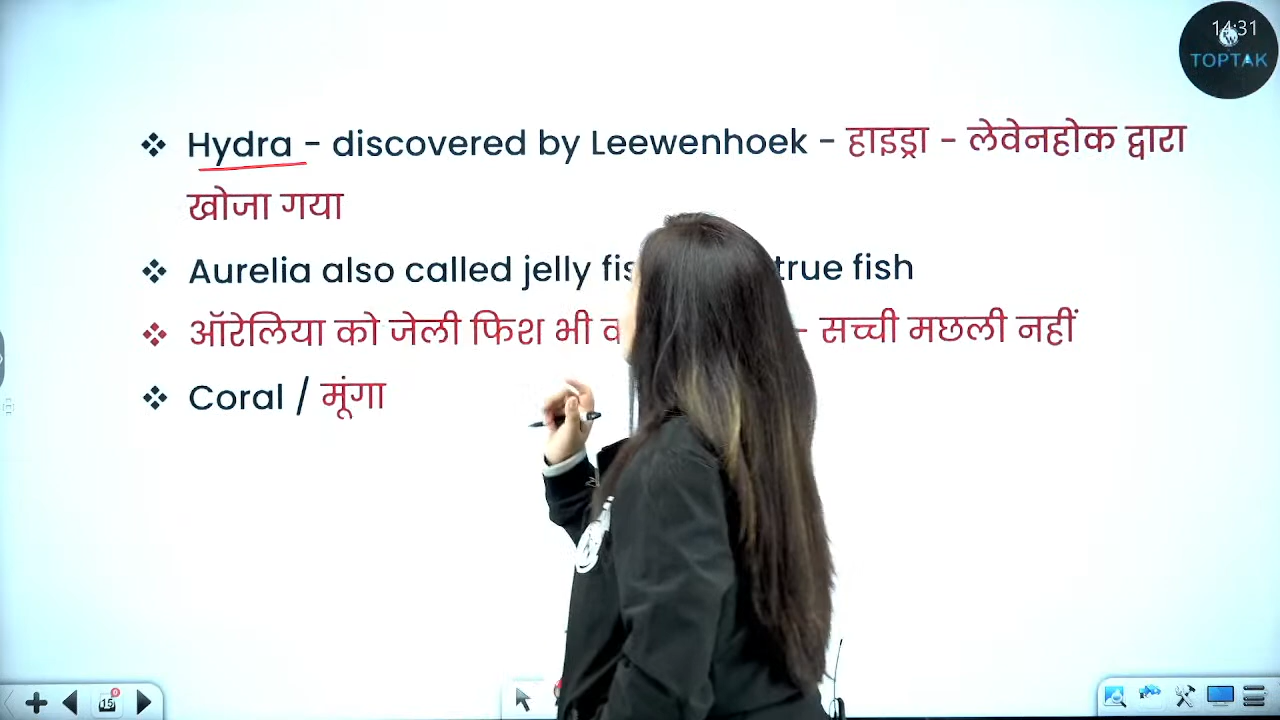 14:31
TOPTAK
❖ Hydra - discovered by Leewenhoek - हाइड्रा - लेवेनहोक द्वारा
खोजा गया
❖ Aurelia also called jelly true fish
❖ ऑरेलिया को जेली फिश भी - सच्ची मछली नहीं
❖ Coral / मूंगा
15